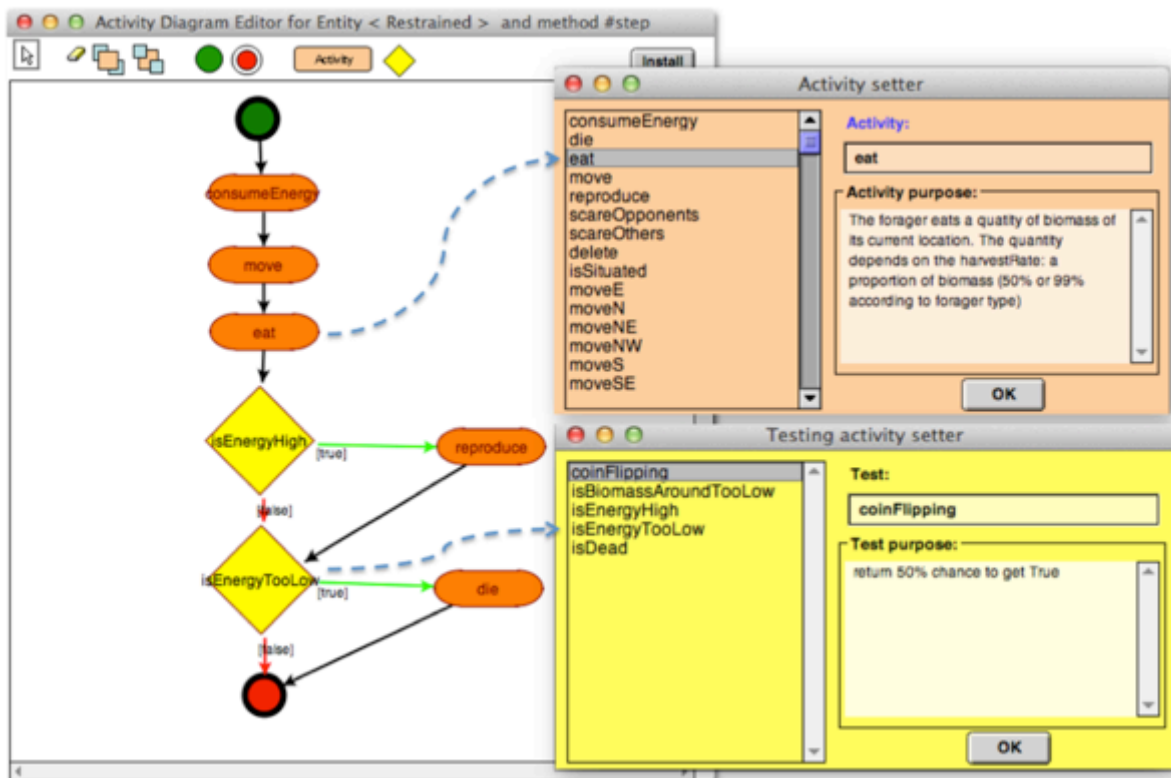 Activity Diagram Editor for Entity < Restrained > and method #step
Activity
Install
consumeEnergy
move
eat
isEnergyHigh
[true]
reproduce
[false]
isEnergyTooLow
[true]
die
[false]
Activity setter
consumeEnergy
die
eat
move
reproduce
scareOpponents
scareOthers
delete
isSituated
moveE
moveN
moveNE
moveNW
moveS
moveSE
Activity:
eat
Activity purpose:
The forager eats a quatity of biomass of
its current location. The quantity
depends on the harvestRate: a
proportion of biomass (50% or 99%
according to forager type)
OK
Testing activity setter
coinFlipping
isBiomassAroundTooLow
isEnergyHigh
isEnergyTooLow
isDead
Test:
coinFlipping
Test purpose:
return 50% chance to get True
OK